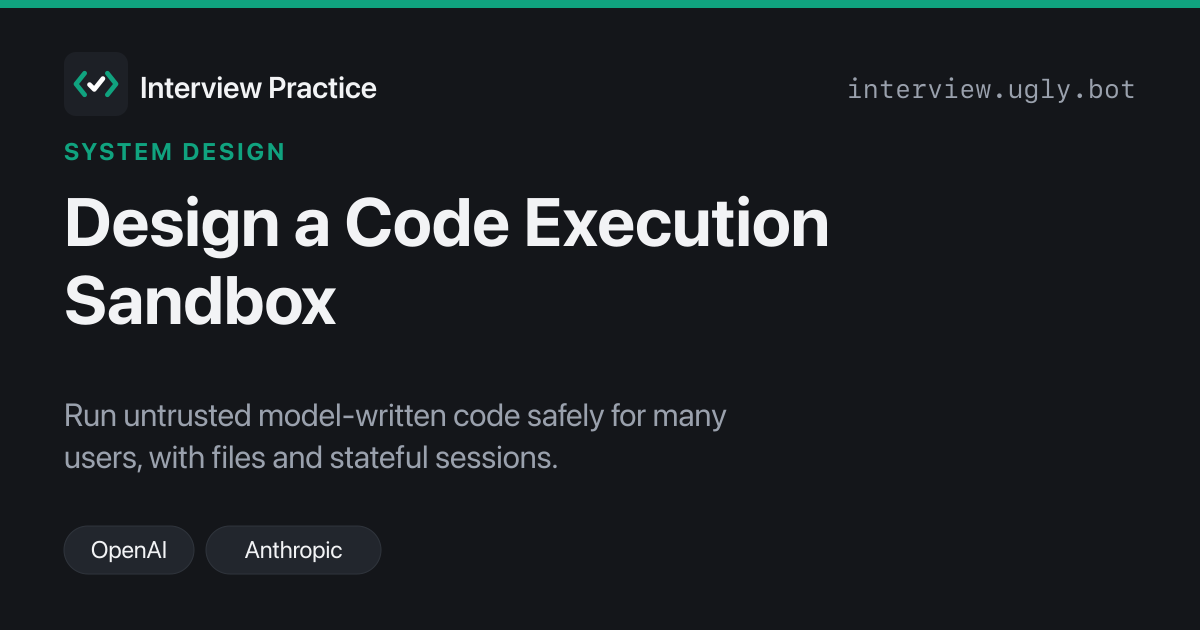 Interview Practice
interview.ugly.bot
SYSTEM DESIGN
Design a Code Execution
Sandbox
Run untrusted model-written code safely for many
users, with files and stateful sessions.
OpenAI
Anthropic